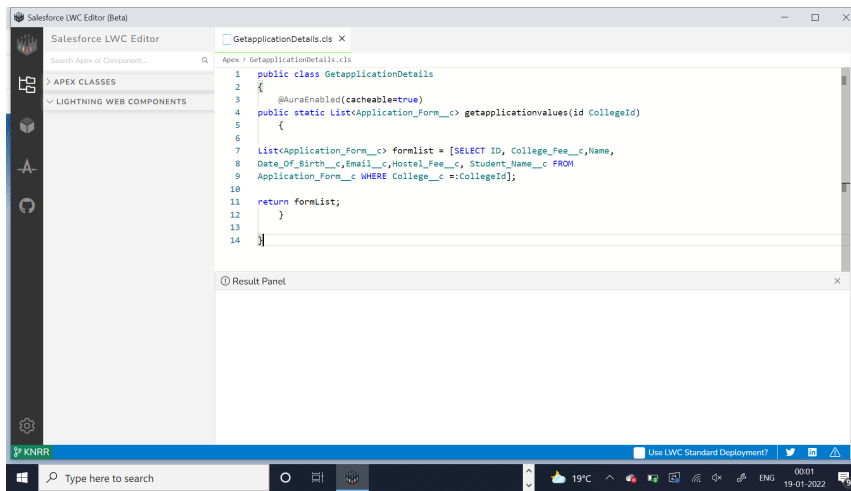 Salesforce LWC Editor (Beta)
Salesforce LWC Editor
GetapplicationDetails.cls
Search Apex or Component...
Apex > GetapplicationDetails.cls
APEX CLASSES
LIGHTNING WEB COMPONENTS
1 public class GetapplicationDetails
2 {
3 @AuraEnabled(cacheable=true)
4 public static List<Application_Form__c> getapplicationvalues(id CollegeId)
5 {
6
7 List<Application_Form__c> formlist = [SELECT ID, College_Fee__c,Name,
8 Date_Of_Birth__c,Email__c,Hostel_Fee__c, Student_Name__c FROM
9 Application_Form__c WHERE College__c =:CollegeId];
10
11 return formList;
12 }
13
14 }
Result Panel
KNRR
Use LWC Standard Deployment?
Type here to search
19°C
ENG
00:01
19-01-2022